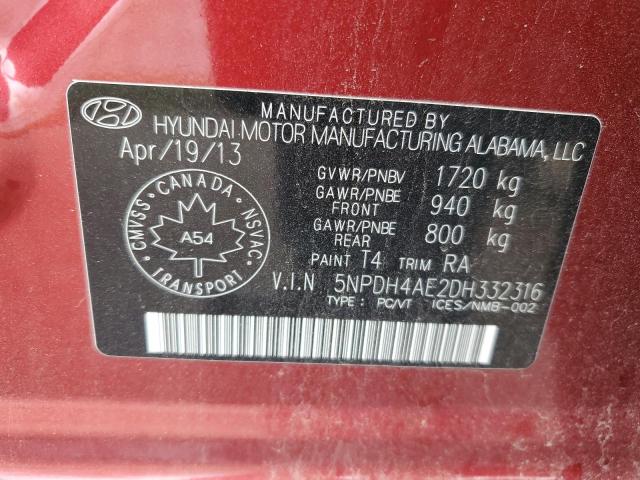 MANUFACTURED BY
HYUNDAI MOTOR MANUFACTURING ALABAMA, LLC
Apr/19/13
GVWR/PNBV 1720 kg
GAWR/PNBE FRONT 940 kg
GAWR/PNBE REAR 800 kg
PAINT T4 TRIM RA
V.I.N 5NPDH4AE2DH332316
TYPE : PC/VT ICES/NMB-002
CANADA
CMVSS
NSVAC
A54
TRANSPORT